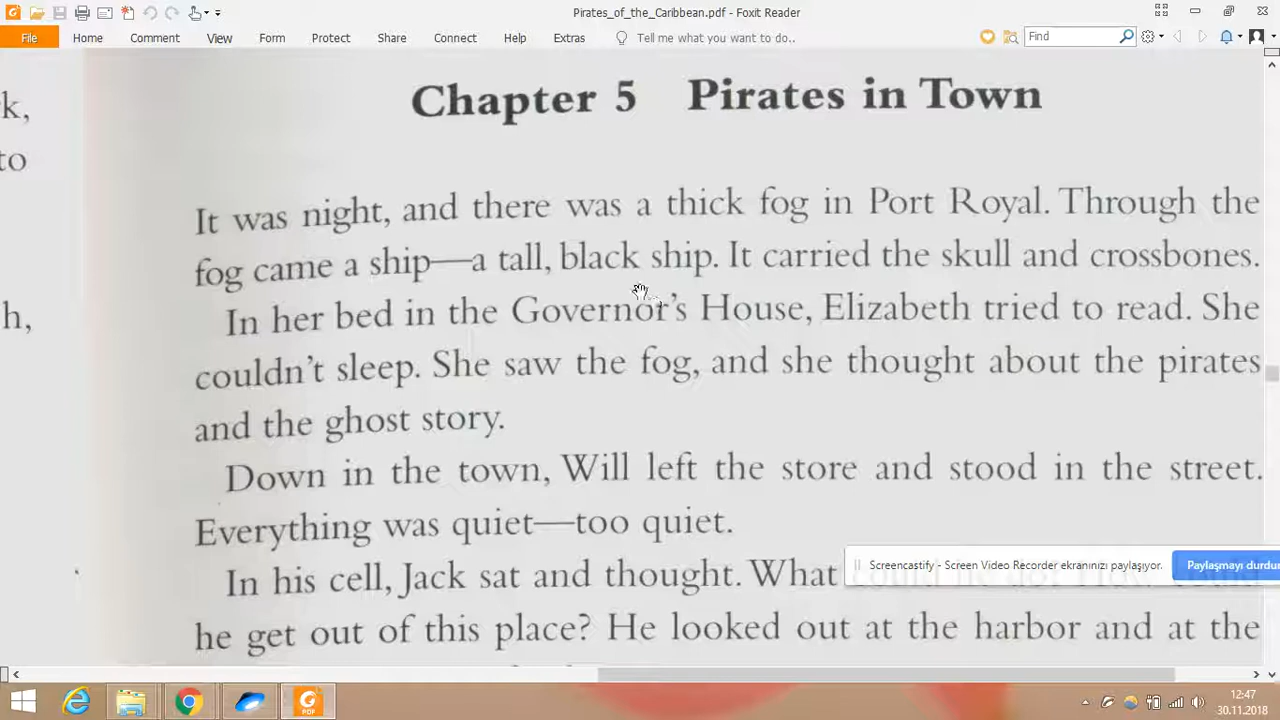 Pirates_of_the_Caribbean.pdf - Foxit Reader
File Home Comment View Form Protect Share Connect Help Extras Tell me what you want to do.. Find
Chapter 5 Pirates in Town
k,
to
It was night, and there was a thick fog in Port Royal. Through the
fog came a ship—a tall, black ship. It carried the skull and crossbones.
h,
In her bed in the Governor's House, Elizabeth tried to read. She
couldn't sleep. She saw the fog, and she thought about the pirates
and the ghost story.
Down in the town, Will left the store and stood in the street.
Everything was quiet—too quiet.
Screencastify - Screen Video Recorder ekranınızı paylaşıyor. Paylaşmayı durdur
In his cell, Jack sat and thought. What
he get out of this place? He looked out at the harbor and at the
PDF
12:47
30.11.2018